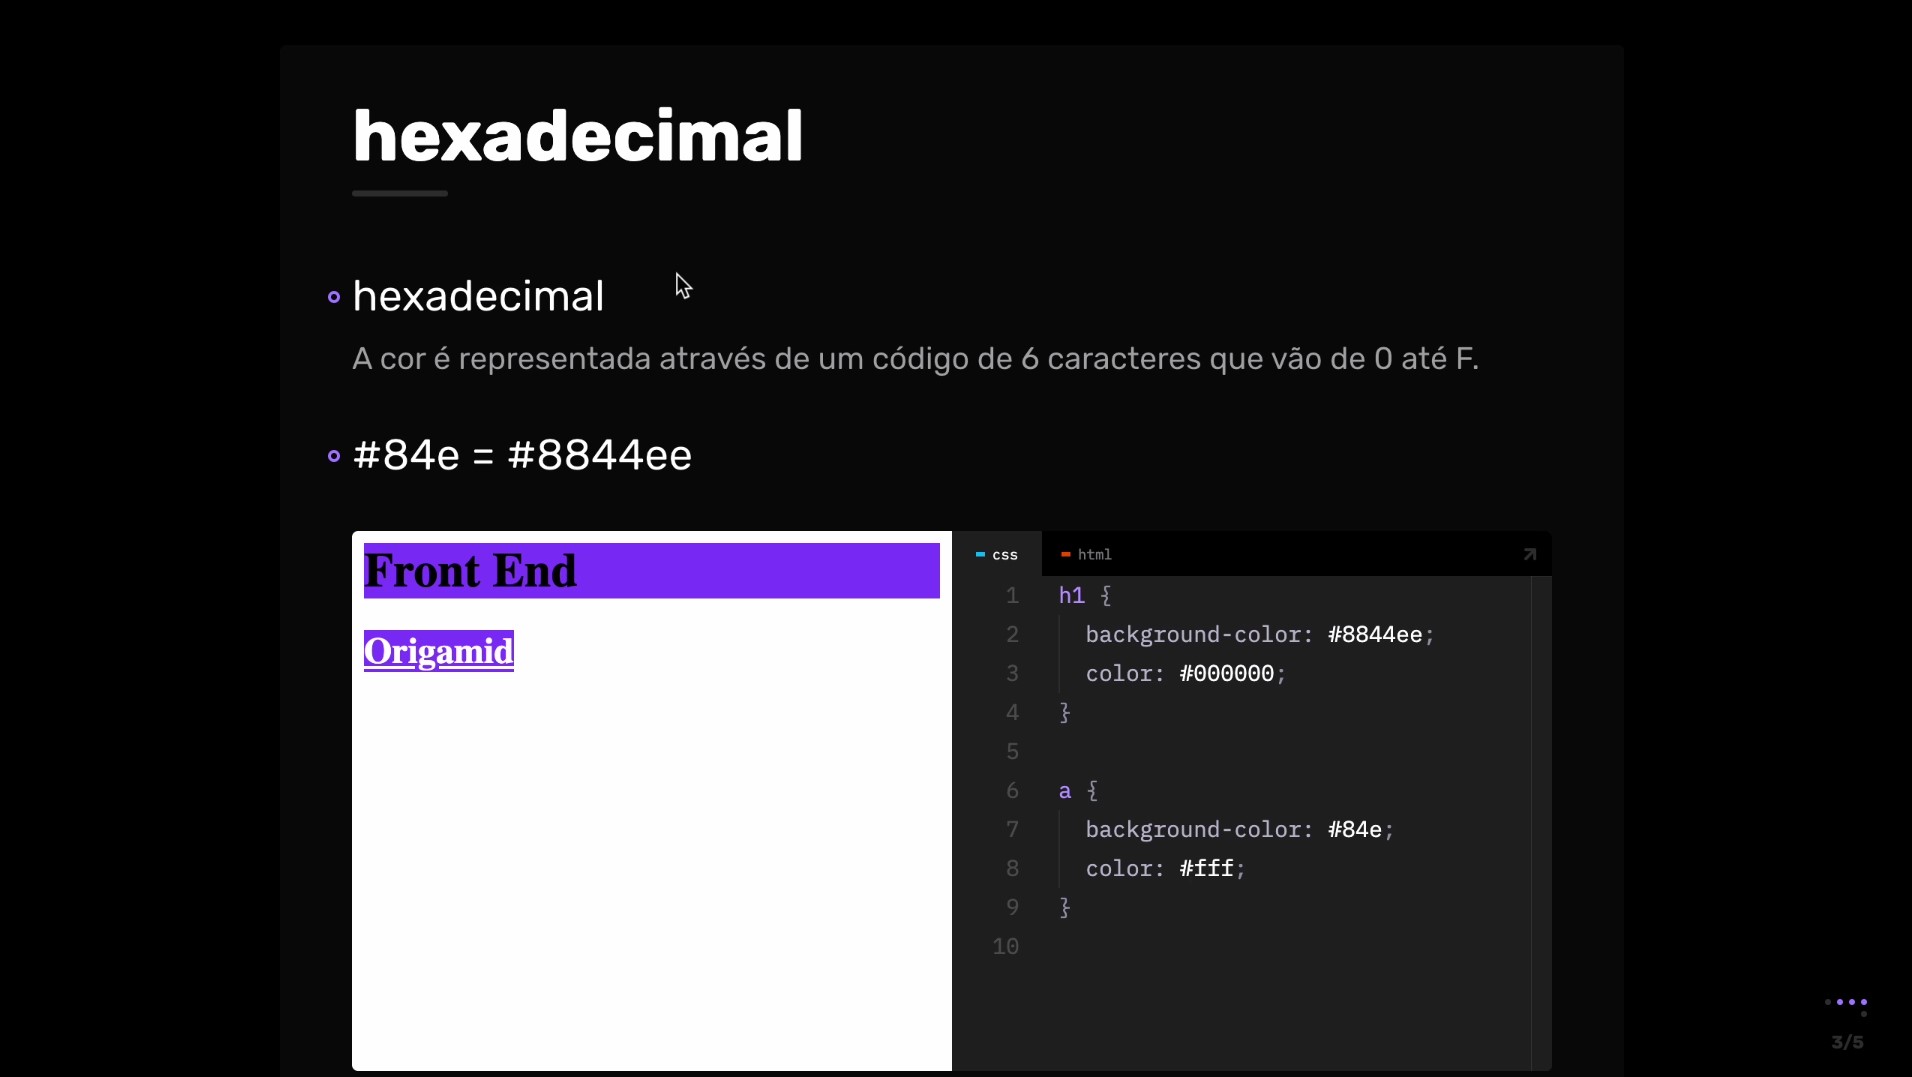 hexadecimal
hexadecimal
A cor é representada através de um código de 6 caracteres que vão de 0 até F.
#84e = #8844ee
Front End
Origamid
css
html
1 h1 {
2 background-color: #8844ee;
3 color: #000000;
4 }
5
6 a {
7 background-color: #84e;
8 color: #fff;
9 }
10
3/5